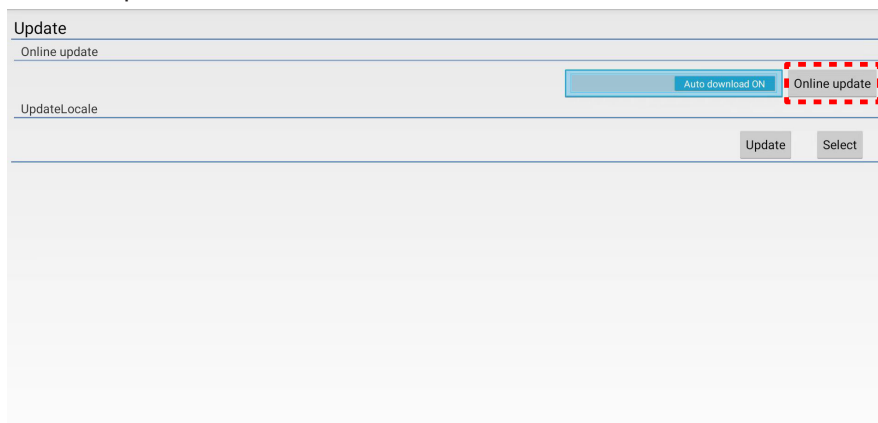 Update
Online update
Auto download ON
Online update
UpdateLocale
Update
Select